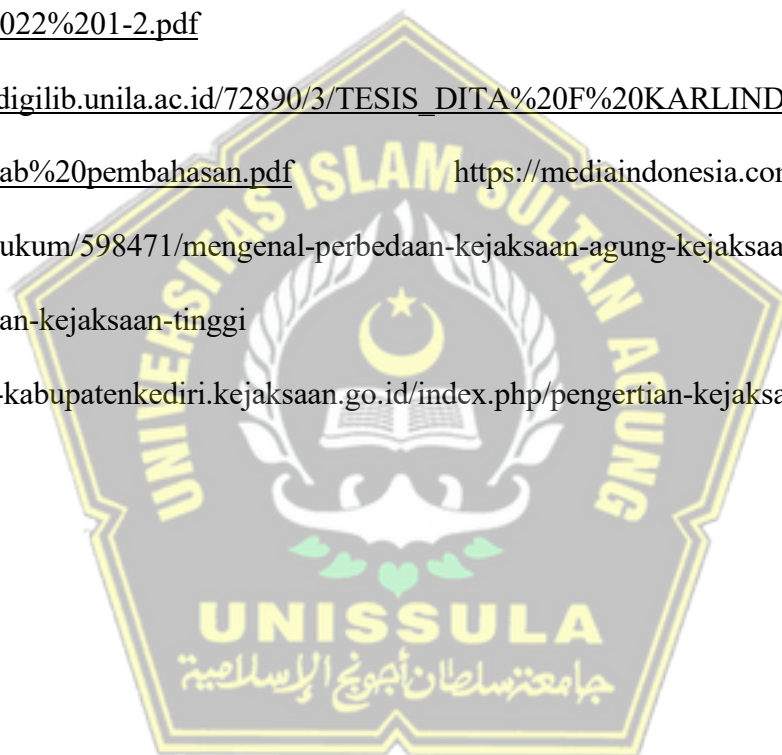 022%201-2.pdf
digilib.unila.ac.id/72890/3/TESIS_DITA%20F%20KARLIND
ab%20pembahasan.pdf https://mediaindonesia.com
ukum/598471/mengenal-perbedaan-kejaksaan-agung-kejaksaa
an-kejaksaan-tinggi
-kabupatenkediri.kejaksaan.go.id/index.php/pengertian-kejaksa
UNIVERSITAS ISLAM SULTAN AGUNG
UNISSULA
جامعتنسلطان أجونج الإسلامية